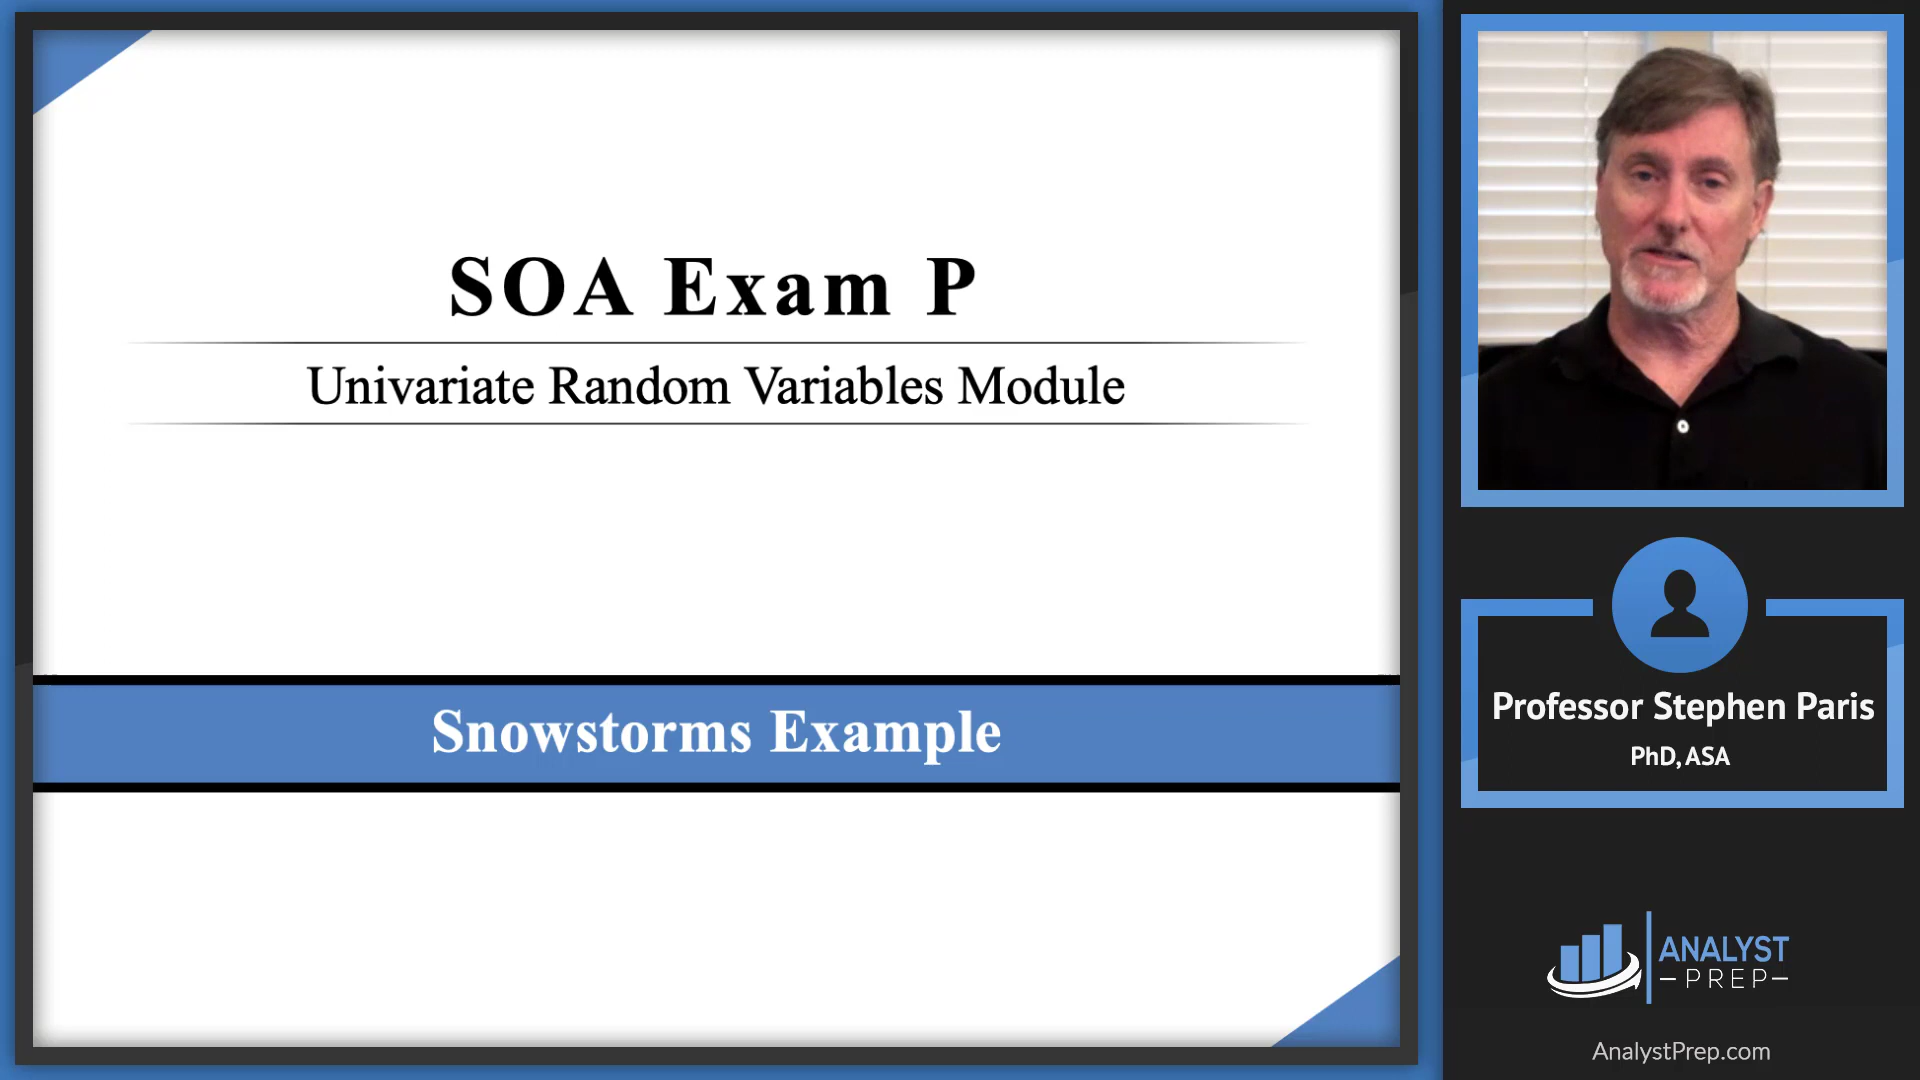 SOA Exam P
Univariate Random Variables Module
Snowstorms Example
Professor Stephen Paris
PhD, ASA
ANALYST
PREP
AnalystPrep.com